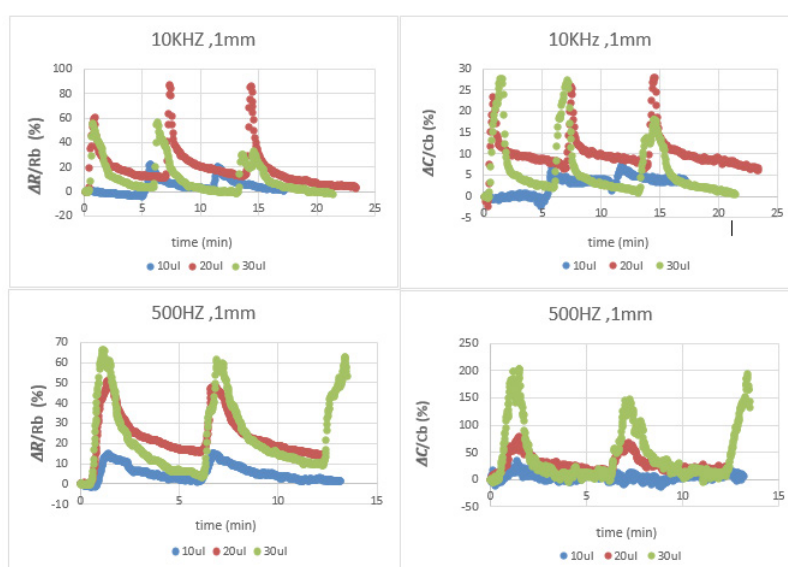 10KHZ ,1mm
ΔR/Rb (%)
100
80
60
40
20
0
-20
0 5 10 15 20 25
time (min)
10ul 20ul 30ul
10KHz ,1mm
ΔC/Cb (%)
30
25
20
15
10
5
0
-5
0 5 10 15 20 25
time (min)
10ul 20ul 30ul
500HZ ,1mm
ΔR/Rb (%)
70
60
50
40
30
20
10
0
-10
0 5 10 15
time (min)
10ul 20ul 30ul
500HZ ,1mm
ΔC/Cb (%)
250
200
150
100
50
0
-50
0 5 10 15
time (min)
10ul 20ul 30ul